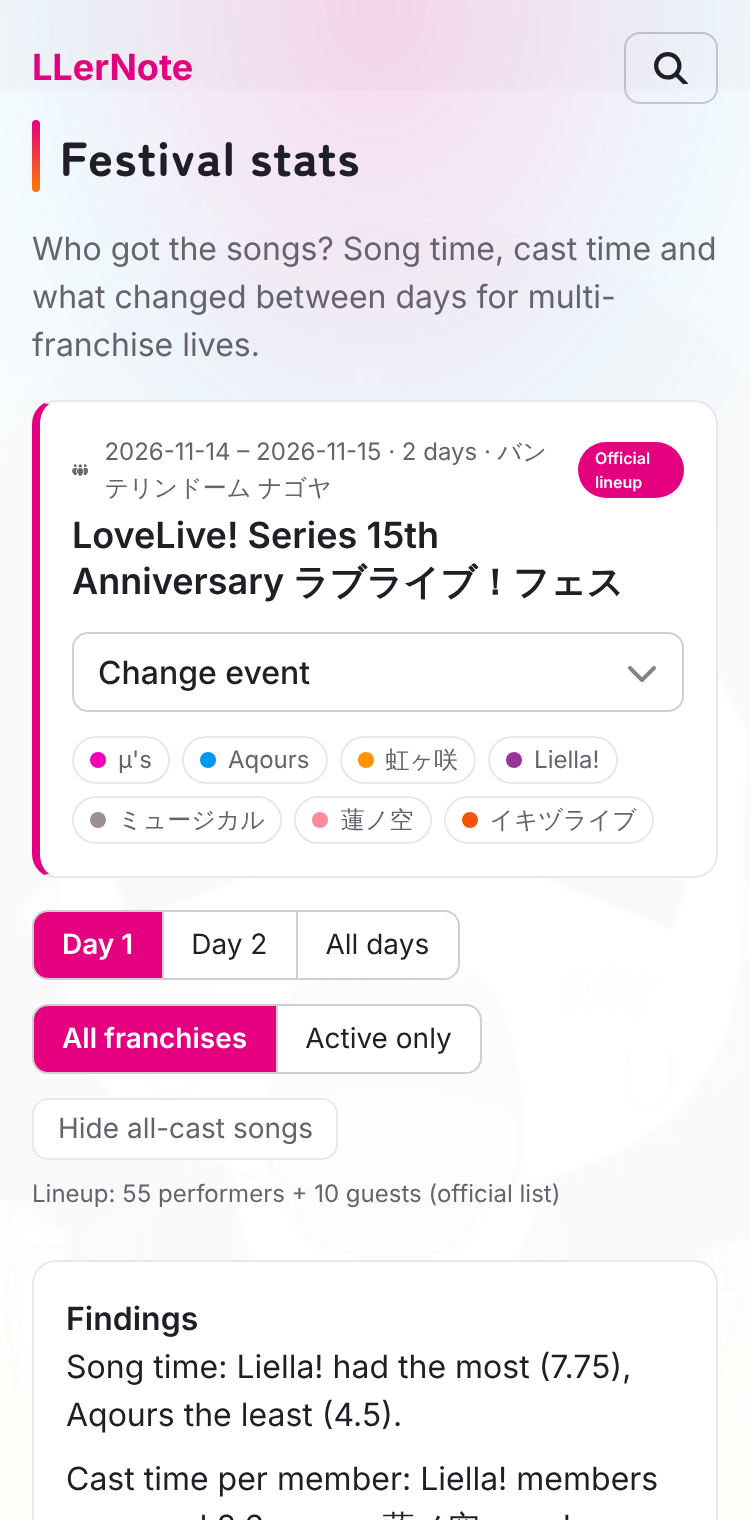 LLerNote
Festival stats
Who got the songs? Song time, cast time and
what changed between days for multi-
franchise lives.
2026-11-14 – 2026-11-15 · 2 days · バン
テリンドーム ナゴヤ
Official
lineup
LoveLive! Series 15th
Anniversary ラブライブ！フェス
Change event
μ's
Aqours
虹ヶ咲
Liella!
ミュージカル
蓮ノ空
イキヅライブ
Day 1
Day 2
All days
All franchises
Active only
Hide all-cast songs
Lineup: 55 performers + 10 guests (official list)
Findings
Song time: Liella! had the most (7.75),
Aqours the least (4.5).
Cast time per member: Liella! members